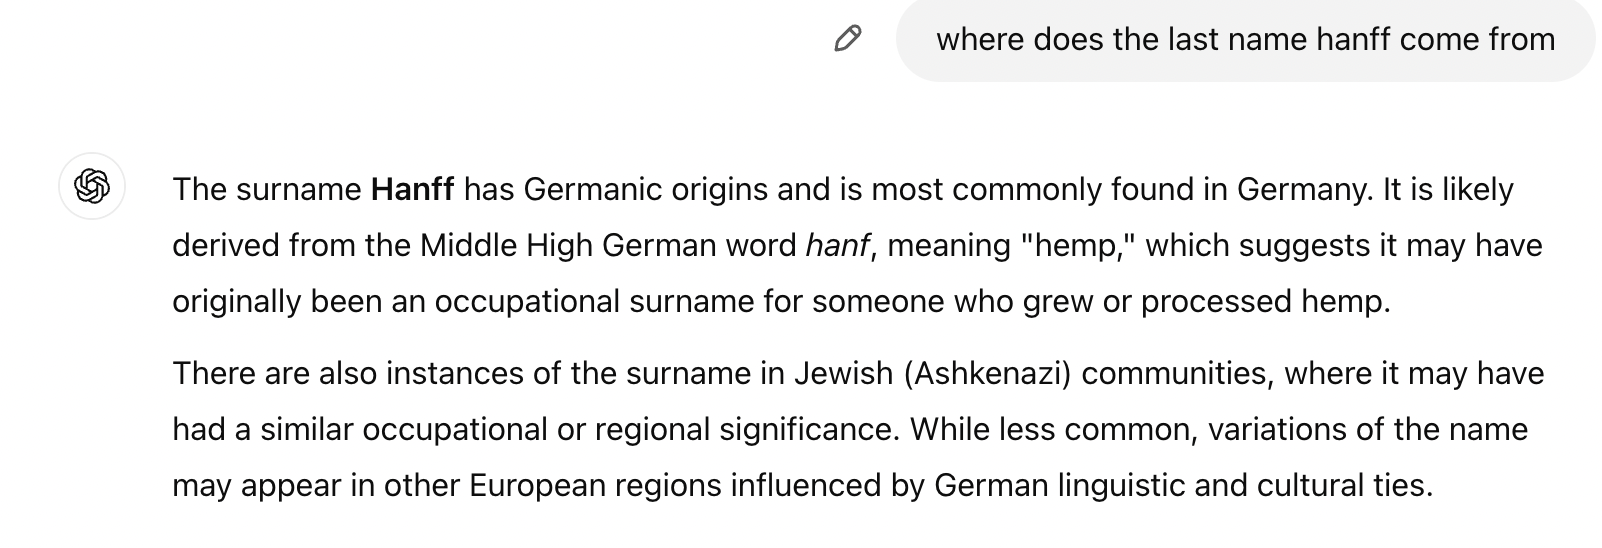 where does the last name hanff come from
The surname Hanff has Germanic origins and is most commonly found in Germany. It is likely
derived from the Middle High German word hanf, meaning "hemp," which suggests it may have
originally been an occupational surname for someone who grew or processed hemp.
There are also instances of the surname in Jewish (Ashkenazi) communities, where it may have
had a similar occupational or regional significance. While less common, variations of the name
may appear in other European regions influenced by German linguistic and cultural ties.